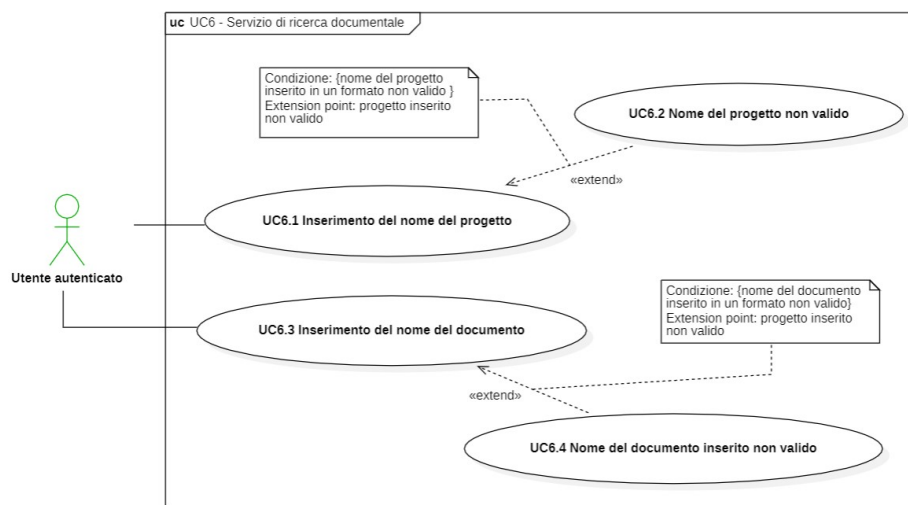 uc UC6 - Servizio di ricerca documentale
Condizione: {nome del progetto
inserito in un formato non valido }
Extension point: progetto inserito
non valido
UC6.2 Nome del progetto non valido
«extend»
UC6.1 Inserimento del nome del progetto
Utente autenticato
Condizione: {nome del documento
inserito in un formato non valido}
Extension point: progetto inserito
non valido
UC6.3 Inserimento del nome del documento
«extend»
UC6.4 Nome del documento inserito non valido